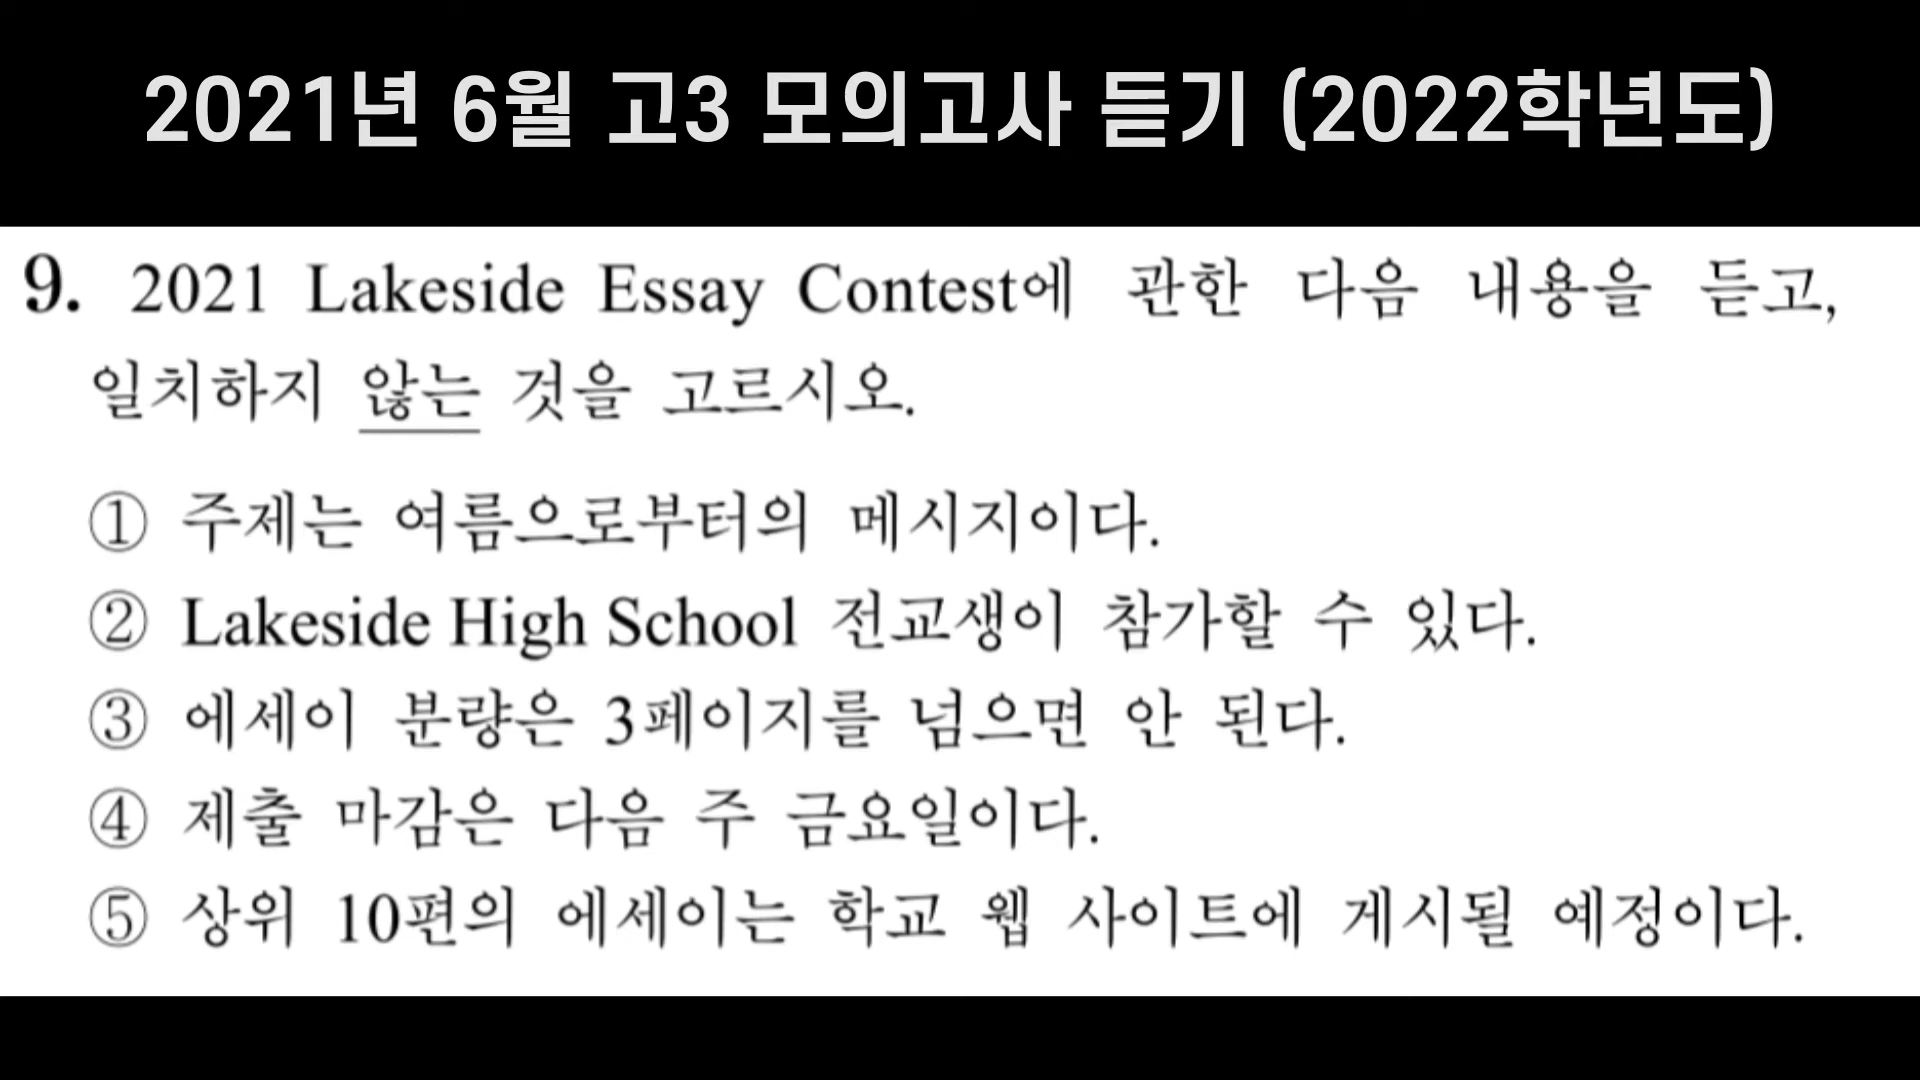 2021년 6월 고3 모의고사 듣기 (2022학년도)
9. 2021 Lakeside Essay Contest에 관한 다음 내용을 듣고,
일치하지 않는 것을 고르시오.
① 주제는 여름으로부터의 메시지이다.
② Lakeside High School 전교생이 참가할 수 있다.
③ 에세이 분량은 3페이지를 넘으면 안 된다.
④ 제출 마감은 다음 주 금요일이다.
⑤ 상위 10편의 에세이는 학교 웹 사이트에 게시될 예정이다.